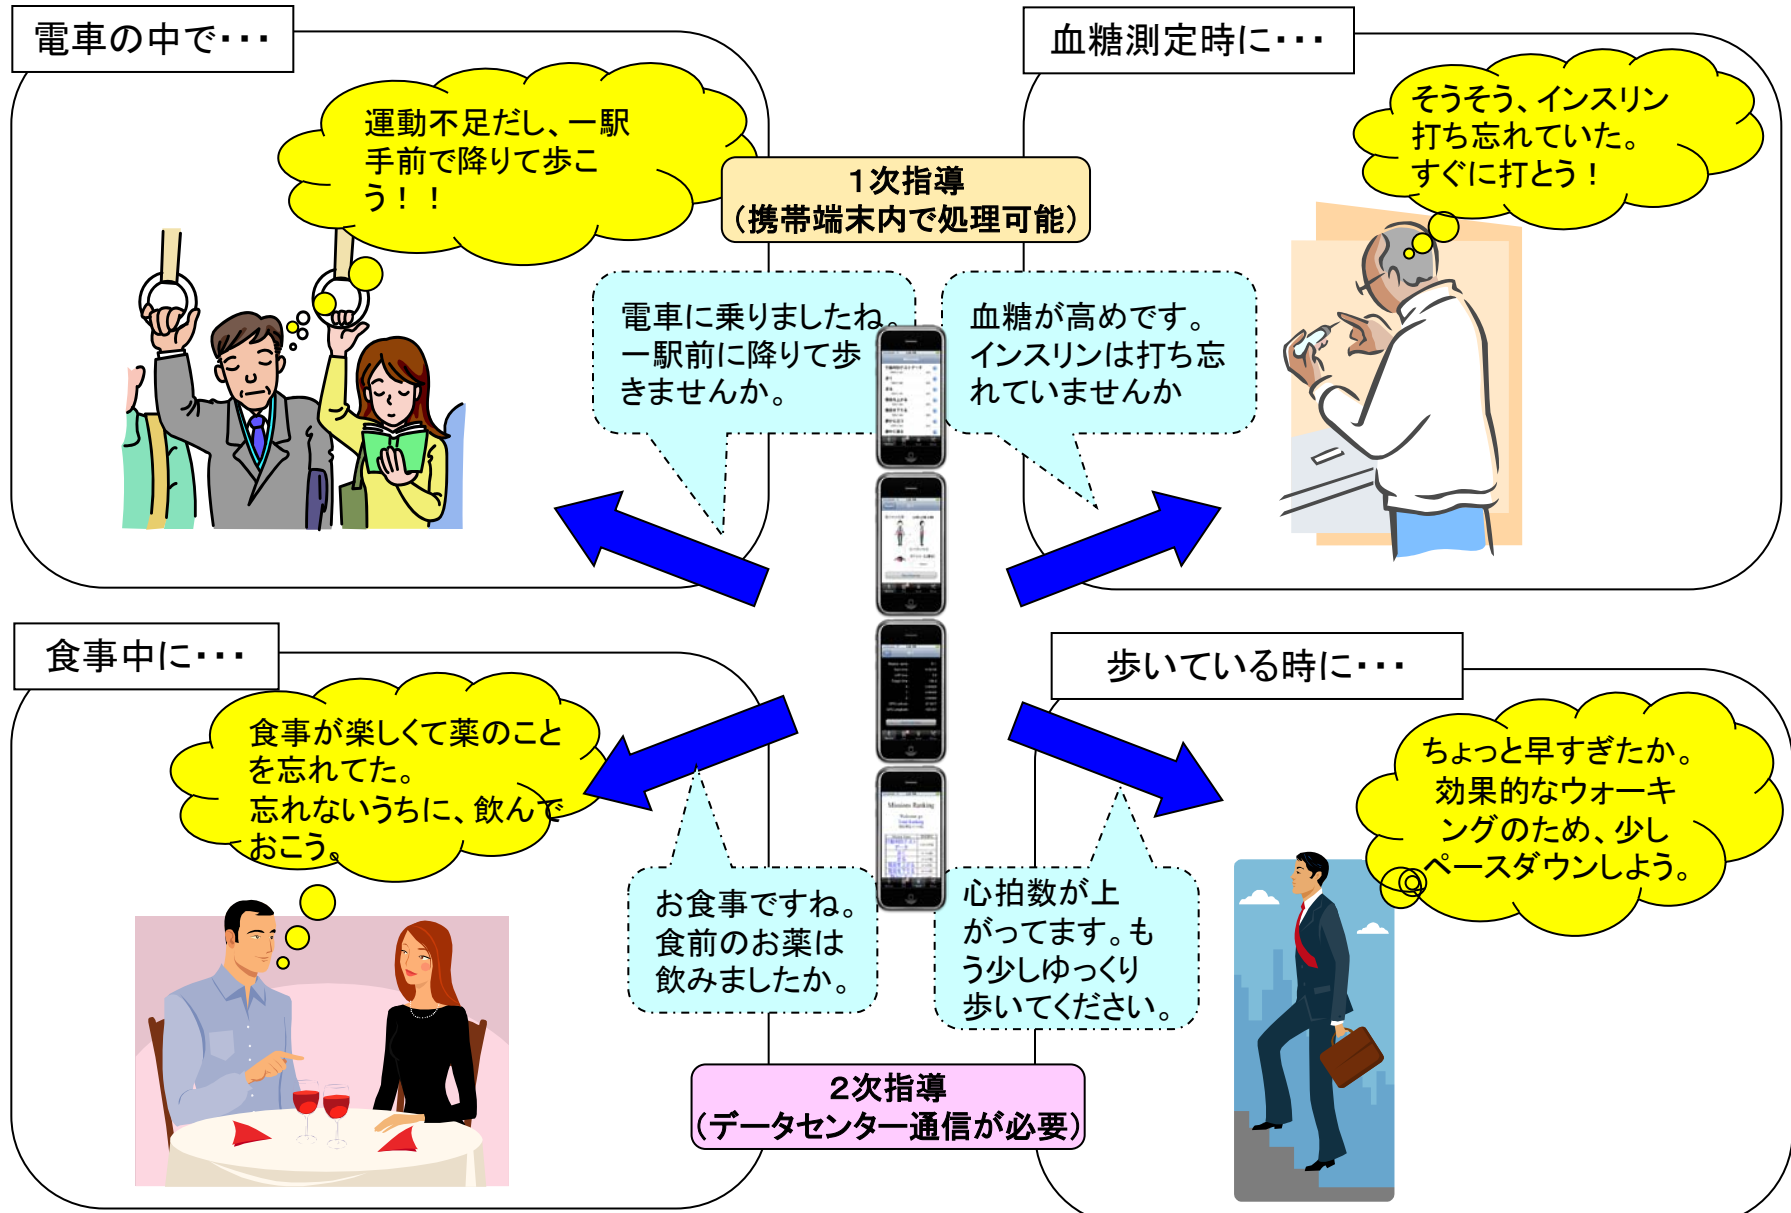 電車の中で・・・
運動不足だし、一駅
手前で降りて歩こ
う！！
血糖測定時に・・・
そうそう、インスリン
打ち忘れていた。
すぐに打とう！
1次指導
（携帯端末内で処理可能）
電車に乗りましたね。
一駅前に降りて歩
きませんか。
血糖が高めです。
インスリンは打ち忘
れていませんか
食事中に・・・
食事が楽しくて薬のこと
を忘れてた。
忘れないうちに、飲んで
おこう。
歩いている時に・・・
ちょっと早すぎたか。
効果的なウォーキ
ングのため、少し
ペースダウンしよう。
お食事ですね。
食前のお薬は
飲みましたか。
心拍数が上
がってます。も
う少しゆっくり
歩いてください。
Missions Ranking
2次指導
（データセンター通信が必要）